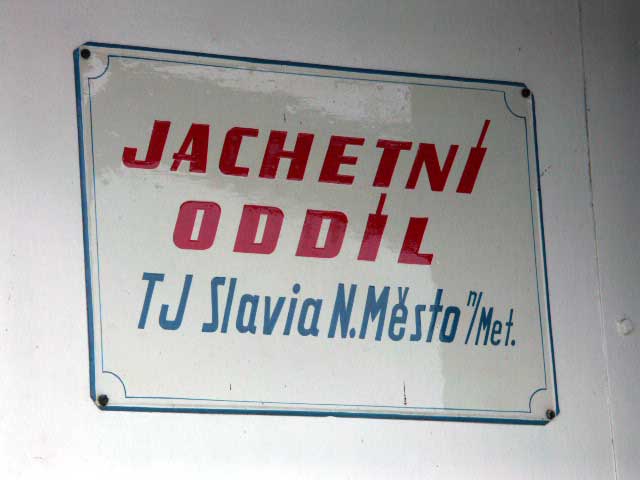 JACHETNÍ
ODDÍL
TJ Slavia N.Město n/Met.